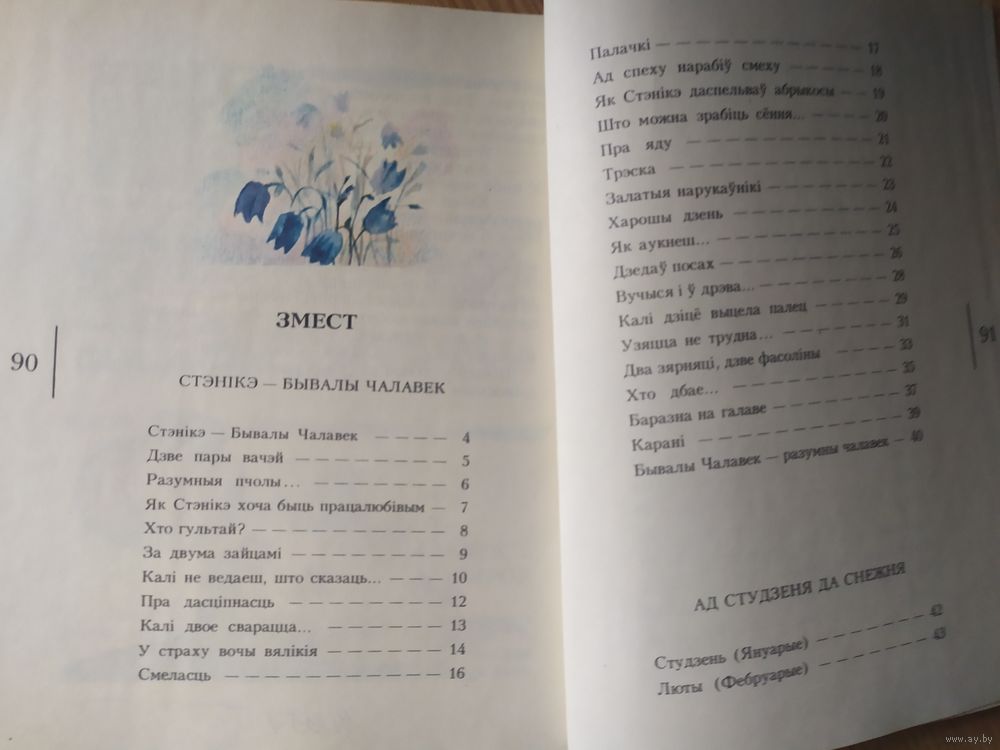 90
ЗМЕСТ
СТЭНІКЭ — БЫВАЛЫ ЧАЛАВЕК
Стэнікэ — Бывалы Чалавек — — — — 4
Дзве пары вачэй — — — — — — — — 5
Разумныя пчолы... — — — — — — — 6
Як Стэнікэ хоча быць працалюбівым — 7
Хто гультай? — — — — — — — — — — 8
За двума зайцамі — — — — — — — — 9
Калі не ведаеш, што сказаць... — — — 10
Пра дасціпнасць — — — — — — — — 12
Калі двое сварацца... — — — — — — 13
У страху вочы вялікія — — — — — — 14
Смеласць — — — — — — — — — — — 16
Палачкі — — — — — — — — — — — 17
Ад спеху нарабіў смеху — — — — — 18
Як Стэнікэ даспельваў абрыкосы — — 19
Што можна зрабіць сёння... — — — — 20
Пра яду — — — — — — — — — — — 21
Трэска — — — — — — — — — — — — 22
Залатыя нарукаўнікі — — — — — — — 23
Харошы дзень — — — — — — — — — 24
Як аукнеш... — — — — — — — — — — 25
Дзедаў посах — — — — — — — — — — 26
Вучыся і ў дрэва... — — — — — — — — 28
Калі дзіцё выцела палец — — — — — 29
Узяцца не трудна... — — — — — — — 31
Два зярняці, дзве фасоліны — — — — 33
Хто дбае... — — — — — — — — — — 35
Баразна на галаве — — — — — — — — 37
Карані — — — — — — — — — — — — 39
Бывалы Чалавек — разумны чалавек — 40
91
АД СТУДЗЕНЯ ДА СНЕЖНЯ
Студзень (Януарые) — — — — — — — 42
Люты (Фебруарые) — — — — — — — 43
www.ay.by